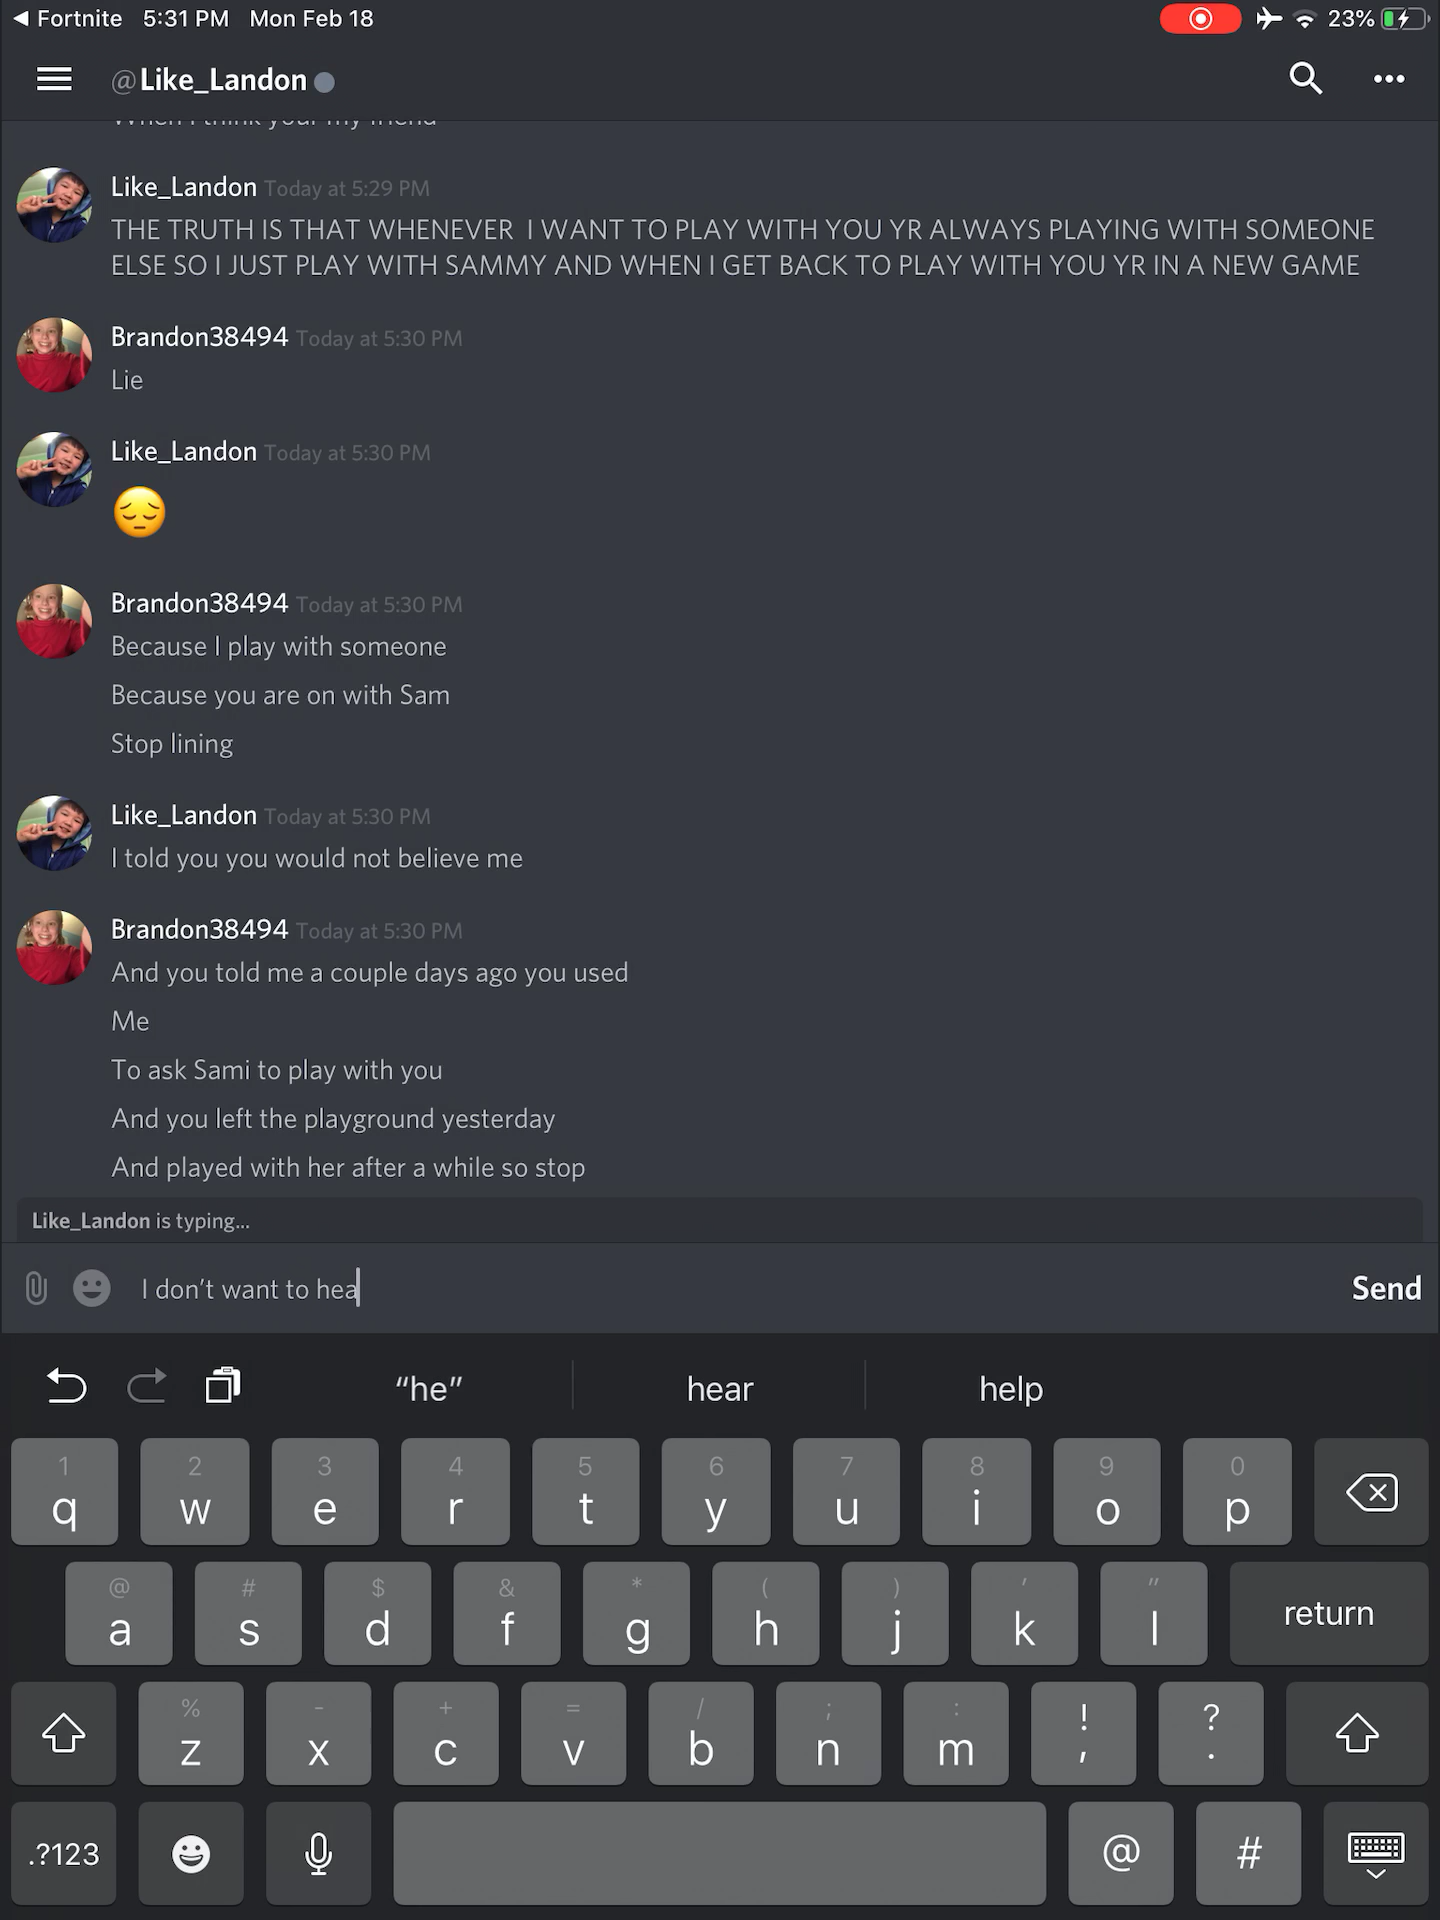 ◀ Fortnite 5:31 PM Mon Feb 18 23%
@Like_Landon
When I think your my friend
Like_Landon Today at 5:29 PM
THE TRUTH IS THAT WHENEVER I WANT TO PLAY WITH YOU YR ALWAYS PLAYING WITH SOMEONE
ELSE SO I JUST PLAY WITH SAMMY AND WHEN I GET BACK TO PLAY WITH YOU YR IN A NEW GAME
Brandon38494 Today at 5:30 PM
Lie
Like_Landon Today at 5:30 PM
😔
Brandon38494 Today at 5:30 PM
Because I play with someone
Because you are on with Sam
Stop lining
Like_Landon Today at 5:30 PM
I told you you would not believe me
Brandon38494 Today at 5:30 PM
And you told me a couple days ago you used
Me
To ask Sami to play with you
And you left the playground yesterday
And played with her after a while so stop
Like_Landon is typing...
I don't want to hea Send
“he” hear help
1 2 3 4 5 6 7 8 9 0
q w e r t y u i o p
@ # $ & * ( ) ' "
a s d f g h j k l return
% - + = / ; : ! ?
z x c v b n m , .
.?123 @ #